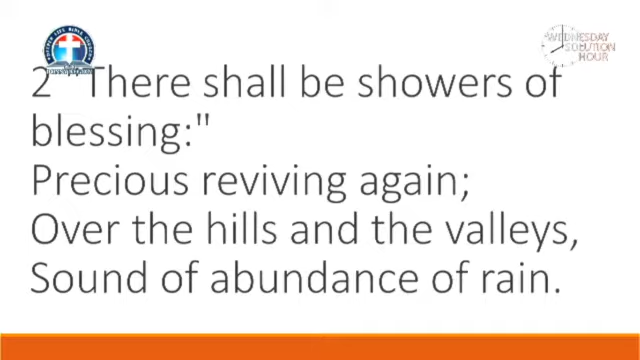 WEDNESDAY
SOLUTION
HOUR
2 "There shall be showers of
blessing:"
Precious reviving again;
Over the hills and the valleys,
Sound of abundance of rain.